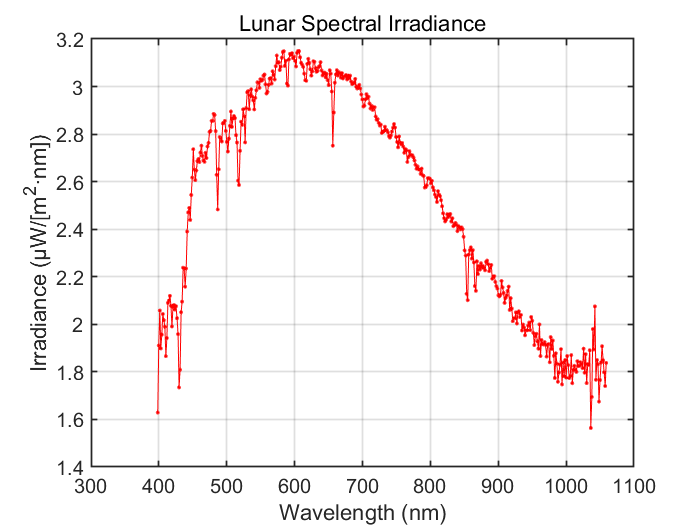 Lunar Spectral Irradiance
3.2
3
2.8
2.6
2.4
2.2
2
1.8
1.6
1.4
Irradiance (μW/[m²·nm])
300 400 500 600 700 800 900 1000 1100
Wavelength (nm)